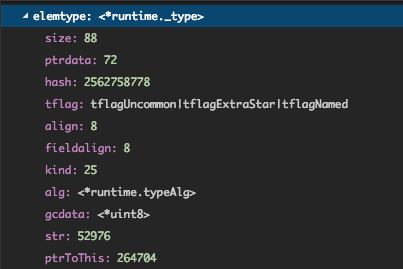 elemtype: <*runtime._type>
size: 88
ptrdata: 72
hash: 2562758778
tflag: tflagUncommon|tflagExtraStar|tflagNamed
align: 8
fieldalign: 8
kind: 25
alg: <*runtime.typeAlg>
gcdata: <*uint8>
str: 52976
ptrToThis: 264704